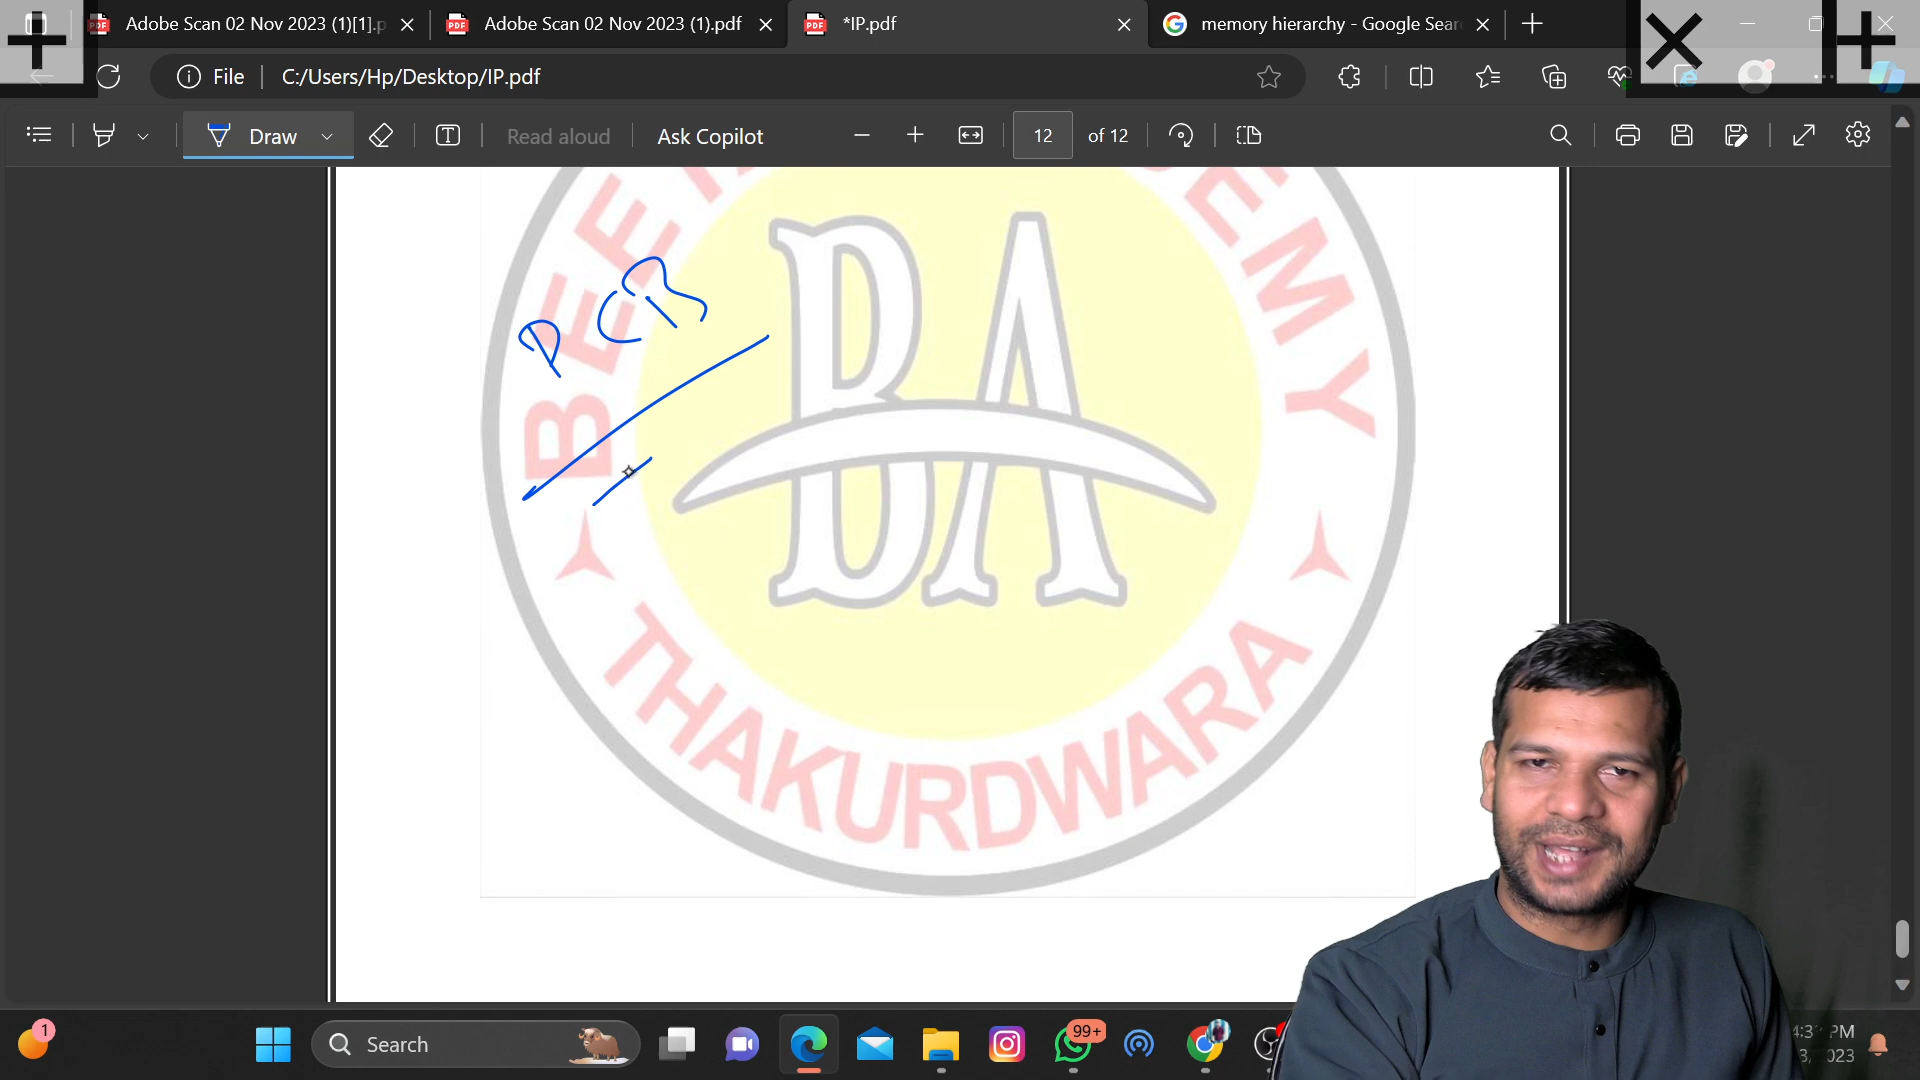 Adobe Scan 02 Nov 2023 (1)[1].p
Adobe Scan 02 Nov 2023 (1).pdf
*IP.pdf
memory hierarchy - Google Sear
File
C:/Users/Hp/Desktop/IP.pdf
Draw
Read aloud
Ask Copilot
12
of 12
BA
THAKURDWARA
1
Search
99+